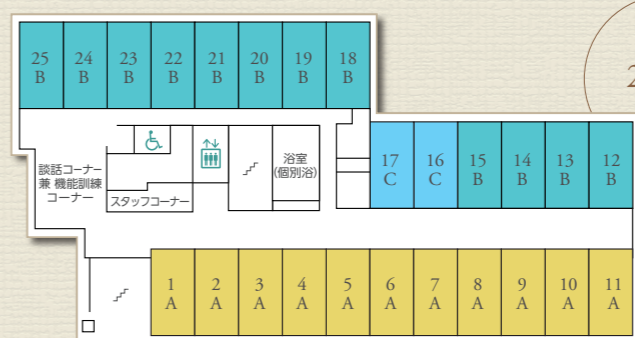 25 24 23 22 21 20 19 18
B B B B B B B B
2
17 16 15 14 13 12
C C B B B B
談話コーナー
兼 機能訓練
コーナー
スタッフコーナー
浴室
(個別浴)
1 2 3 4 5 6 7 8 9 10 11
A A A A A A A A A A A